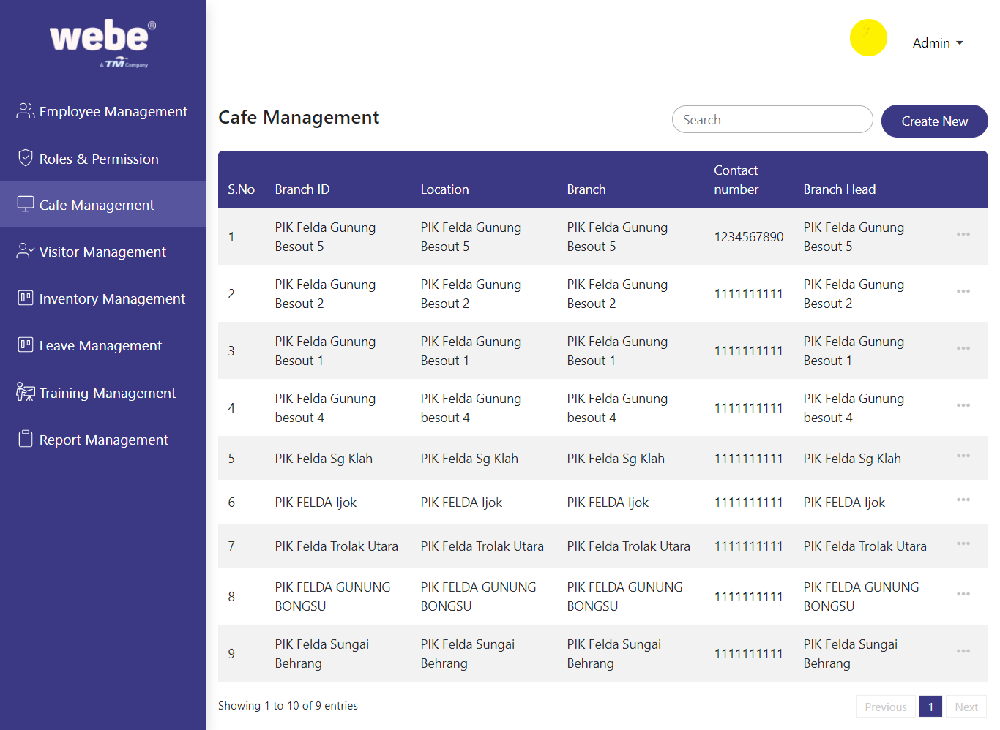 webe®
A TM Company
Admin
Employee Management
Roles & Permission
Cafe Management
Visitor Management
Inventory Management
Leave Management
Training Management
Report Management
Cafe Management
Search
Create New
S.No Branch ID Location Branch Contact number Branch Head
1 PIK Felda Gunung Besout 5 PIK Felda Gunung Besout 5 PIK Felda Gunung Besout 5 1234567890 PIK Felda Gunung Besout 5
2 PIK Felda Gunung Besout 2 PIK Felda Gunung Besout 2 PIK Felda Gunung Besout 2 1111111111 PIK Felda Gunung Besout 2
3 PIK Felda Gunung Besout 1 PIK Felda Gunung Besout 1 PIK Felda Gunung Besout 1 1111111111 PIK Felda Gunung Besout 1
4 PIK Felda Gunung besout 4 PIK Felda Gunung besout 4 PIK Felda Gunung besout 4 1111111111 PIK Felda Gunung besout 4
5 PIK Felda Sg Klah PIK Felda Sg Klah PIK Felda Sg Klah 1111111111 PIK Felda Sg Klah
6 PIK FELDA Ijok PIK FELDA Ijok PIK FELDA Ijok 1111111111 PIK FELDA Ijok
7 PIK Felda Trolak Utara PIK Felda Trolak Utara PIK Felda Trolak Utara 1111111111 PIK Felda Trolak Utara
8 PIK FELDA GUNUNG BONGSU PIK FELDA GUNUNG BONGSU PIK FELDA GUNUNG BONGSU 1111111111 PIK FELDA GUNUNG BONGSU
9 PIK Felda Sungai Behrang PIK Felda Sungai Behrang PIK Felda Sungai Behrang 1111111111 PIK Felda Sungai Behrang
Showing 1 to 10 of 9 entries
Previous 1 Next